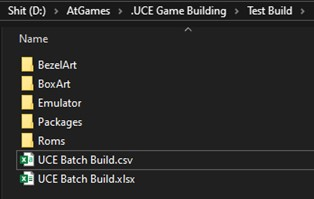 Shit (D:) > AtGames > .UCE Game Building > Test Build >
Name
BezelArt
BoxArt
Emulator
Packages
Roms
UCE Batch Build.csv
UCE Batch Build.xlsx